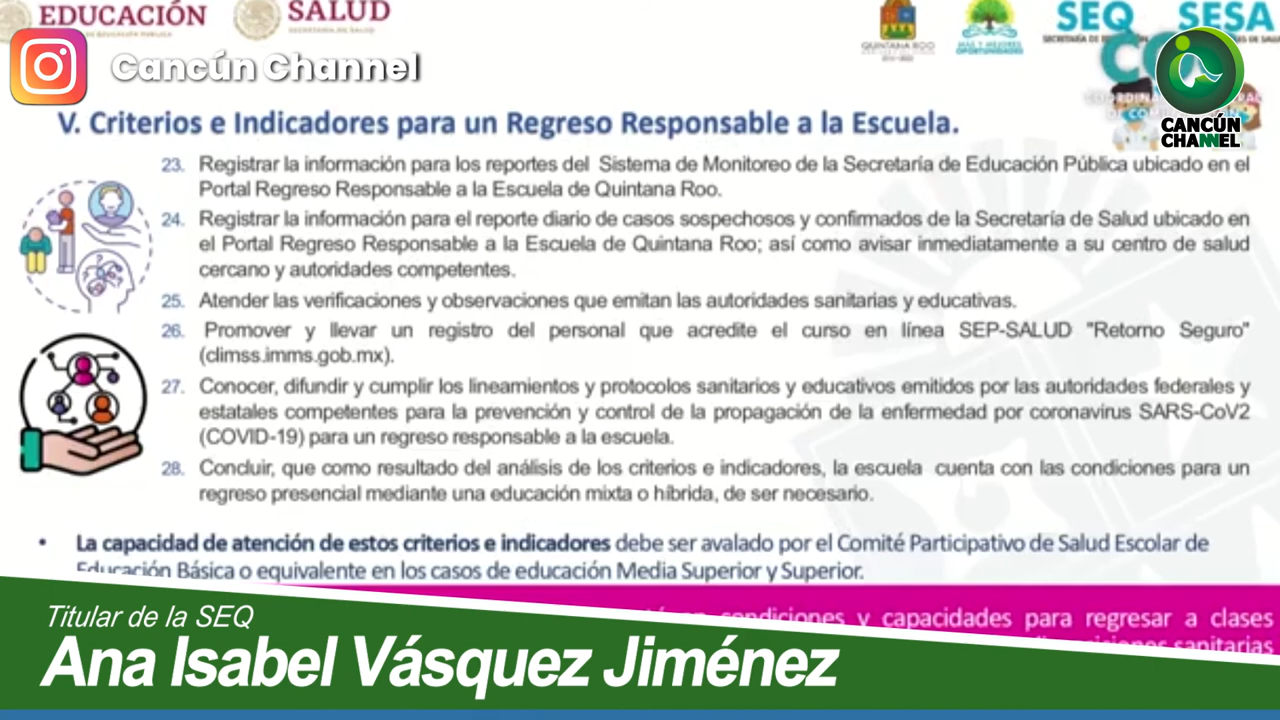 EDUCACIÓN
SALUD
SECRETARÍA DE SALUD
QUINTANA ROO
MÁS Y MEJORES
OPORTUNIDADES
SEQ
SESA
Cancún Channel
CANCÚN
CHANNEL
V. Criterios e Indicadores para un Regreso Responsable a la Escuela.
23. Registrar la información para los reportes del Sistema de Monitoreo de la Secretaría de Educación Pública ubicado en el
Portal Regreso Responsable a la Escuela de Quintana Roo.
24. Registrar la información para el reporte diario de casos sospechosos y confirmados de la Secretaría de Salud ubicado en
el Portal Regreso Responsable a la Escuela de Quintana Roo; así como avisar inmediatamente a su centro de salud
cercano y autoridades competentes.
25. Atender las verificaciones y observaciones que emitan las autoridades sanitarias y educativas.
26. Promover y llevar un registro del personal que acredite el curso en línea SEP-SALUD "Retorno Seguro"
(climss.imms.gob.mx).
27. Conocer, difundir y cumplir los lineamientos y protocolos sanitarios y educativos emitidos por las autoridades federales y
estatales competentes para la prevención y control de la propagación de la enfermedad por coronavirus SARS-CoV2
(COVID-19) para un regreso responsable a la escuela.
28. Concluir, que como resultado del análisis de los criterios e indicadores, la escuela cuenta con las condiciones para un
regreso presencial mediante una educación mixta o híbrida, de ser necesario.
• La capacidad de atención de estos criterios e indicadores debe ser avalado por el Comité Participativo de Salud Escolar de
Educación Básica o equivalente en los casos de educación Media Superior y Superior.
condiciones y capacidades para regresar a clases
sanitarias
Titular de la SEQ
Ana Isabel Vásquez Jiménez